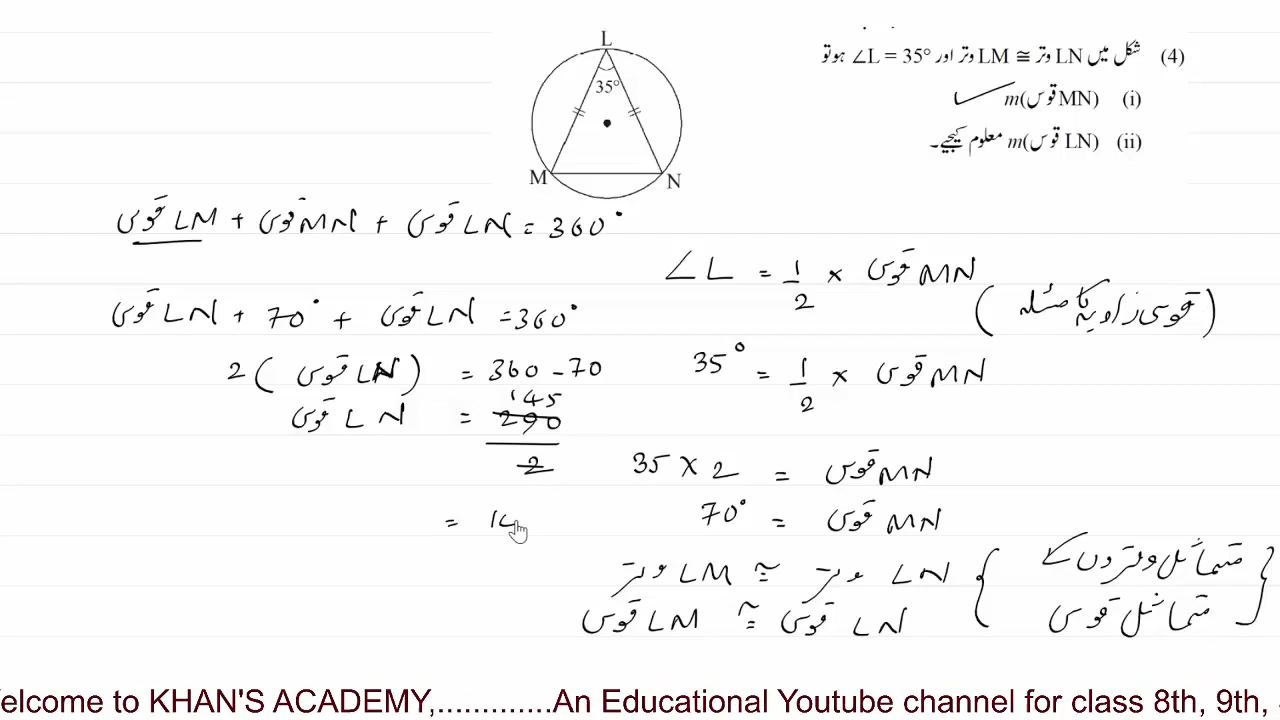 (4) شکل میں وتر LM ≅ وتر LN اور ∠L = 35° ہو تو
(i) m(قوس MN)
(ii) m(قوس LN) معلوم کیجیے۔
L
35°
M
N
قوس LM + قوس MN + قوس LN = 360°
قوس LN + 70° + قوس LN = 360°
2 ( قوس LN ) = 360 - 70
145
قوس LN = 290
2
= 14
∠L = 1/2 × قوس MN
( قوسی زاویہ کا مسئلہ )
35° = 1/2 × قوس MN
35 × 2 = قوس MN
70° = قوس MN
وتر LM ≅ وتر LN { متماثل وتروں کے
قوس LM ≅ قوس LN متماثل قوس }
elcome to KHAN'S ACADEMY,.............An Educational Youtube channel for class 8th, 9th,